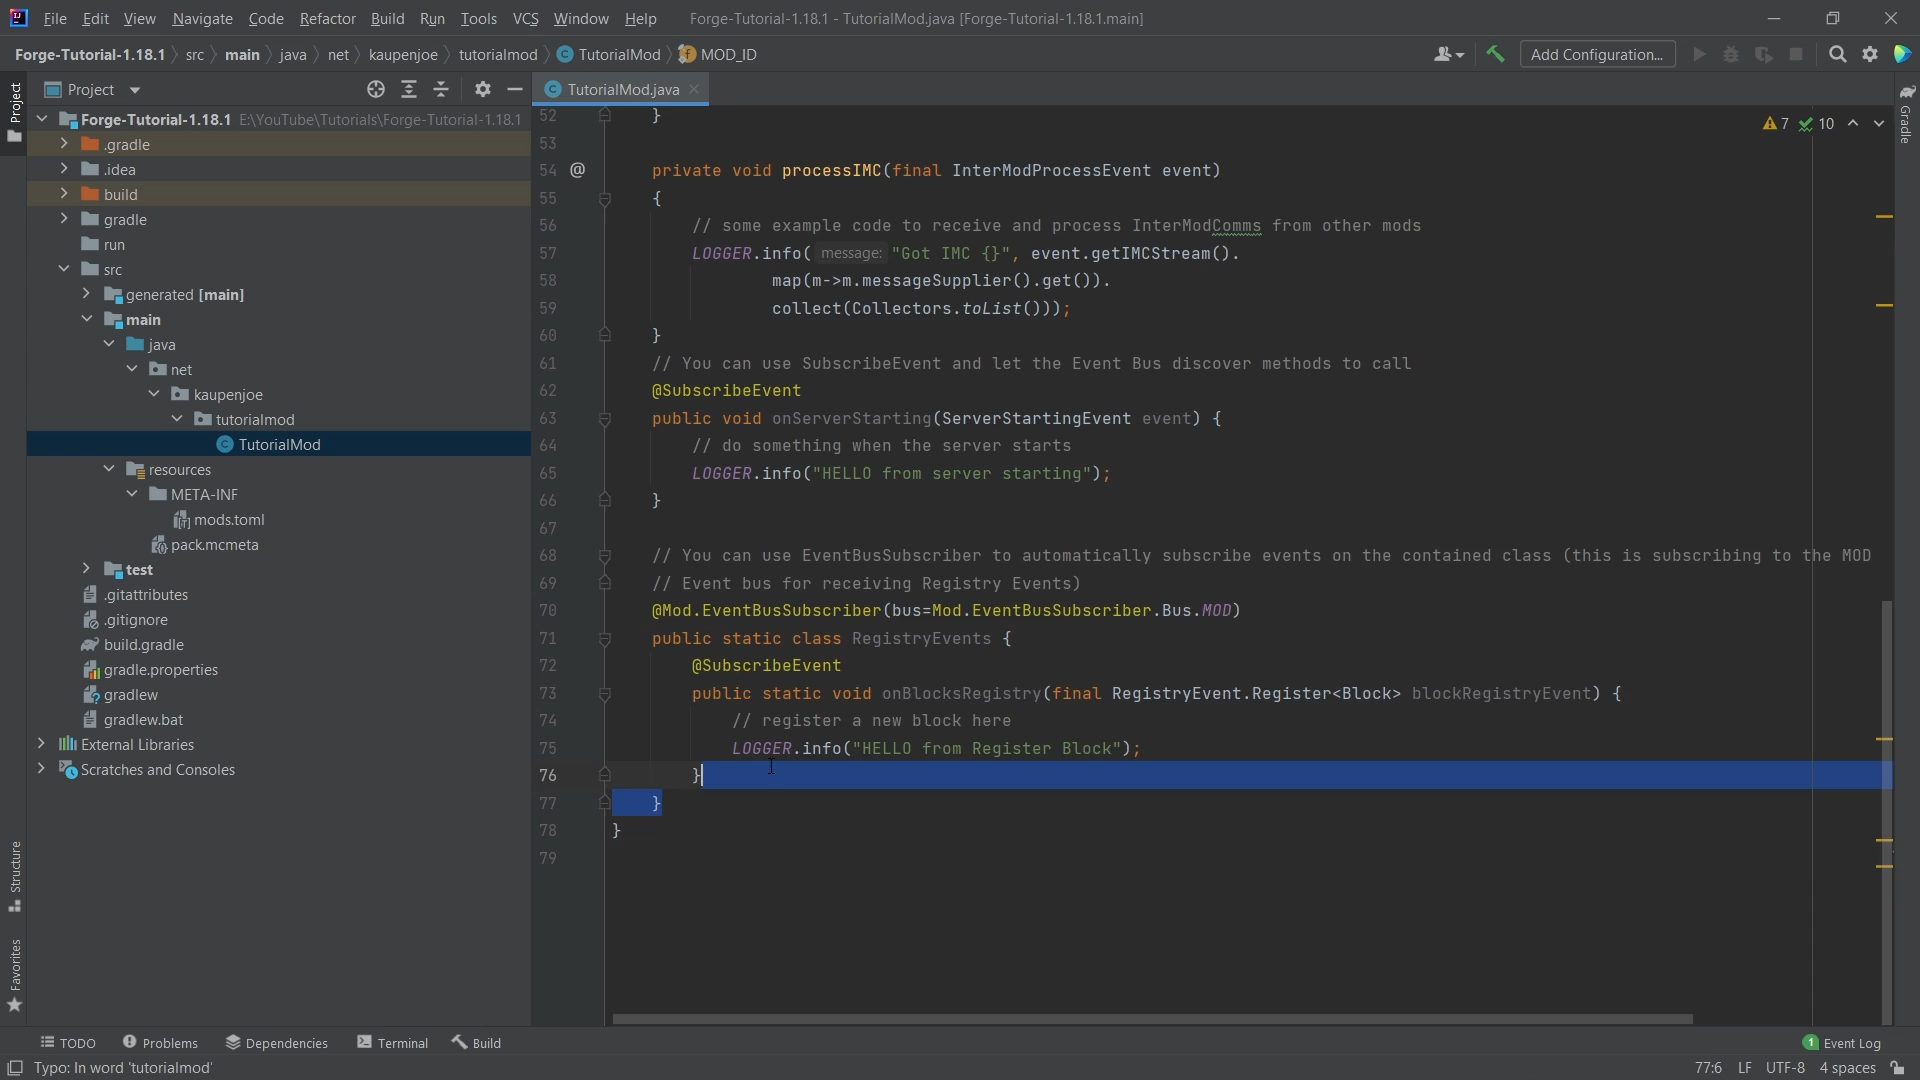 File Edit View Navigate Code Refactor Build Run Tools VCS Window Help Forge-Tutorial-1.18.1 - TutorialMod.java [Forge-Tutorial-1.18.1.main]
Forge-Tutorial-1.18.1 src main java net kaupenjoe tutorialmod TutorialMod MOD_ID Add Configuration...
Project
TutorialMod.java
Project
Forge-Tutorial-1.18.1 E:\YouTube\Tutorials\Forge-Tutorial-1.18.1
.gradle
.idea
build
gradle
run
src
generated [main]
main
java
net
kaupenjoe
tutorialmod
TutorialMod
resources
META-INF
mods.toml
pack.mcmeta
test
.gitattributes
.gitignore
build.gradle
gradle.properties
gradlew
gradlew.bat
External Libraries
Scratches and Consoles
Structure
Favorites
7 10
Gradle
52 }
53
54 @ private void processIMC(final InterModProcessEvent event)
55 {
56 // some example code to receive and process InterModComms from other mods
57 LOGGER.info( message: "Got IMC {}", event.getIMCStream().
58 map(m->m.messageSupplier().get()).
59 collect(Collectors.toList()));
60 }
61 // You can use SubscribeEvent and let the Event Bus discover methods to call
62 @SubscribeEvent
63 public void onServerStarting(ServerStartingEvent event) {
64 // do something when the server starts
65 LOGGER.info("HELLO from server starting");
66 }
67
68 // You can use EventBusSubscriber to automatically subscribe events on the contained class (this is subscribing to the MOD
69 // Event bus for receiving Registry Events)
70 @Mod.EventBusSubscriber(bus=Mod.EventBusSubscriber.Bus.MOD)
71 public static class RegistryEvents {
72 @SubscribeEvent
73 public static void onBlocksRegistry(final RegistryEvent.Register<Block> blockRegistryEvent) {
74 // register a new block here
75 LOGGER.info("HELLO from Register Block");
76 }
77 }
78 }
79
TODO Problems Dependencies Terminal Build 1 Event Log
Typo: In word 'tutorialmod' 77:6 LF UTF-8 4 spaces